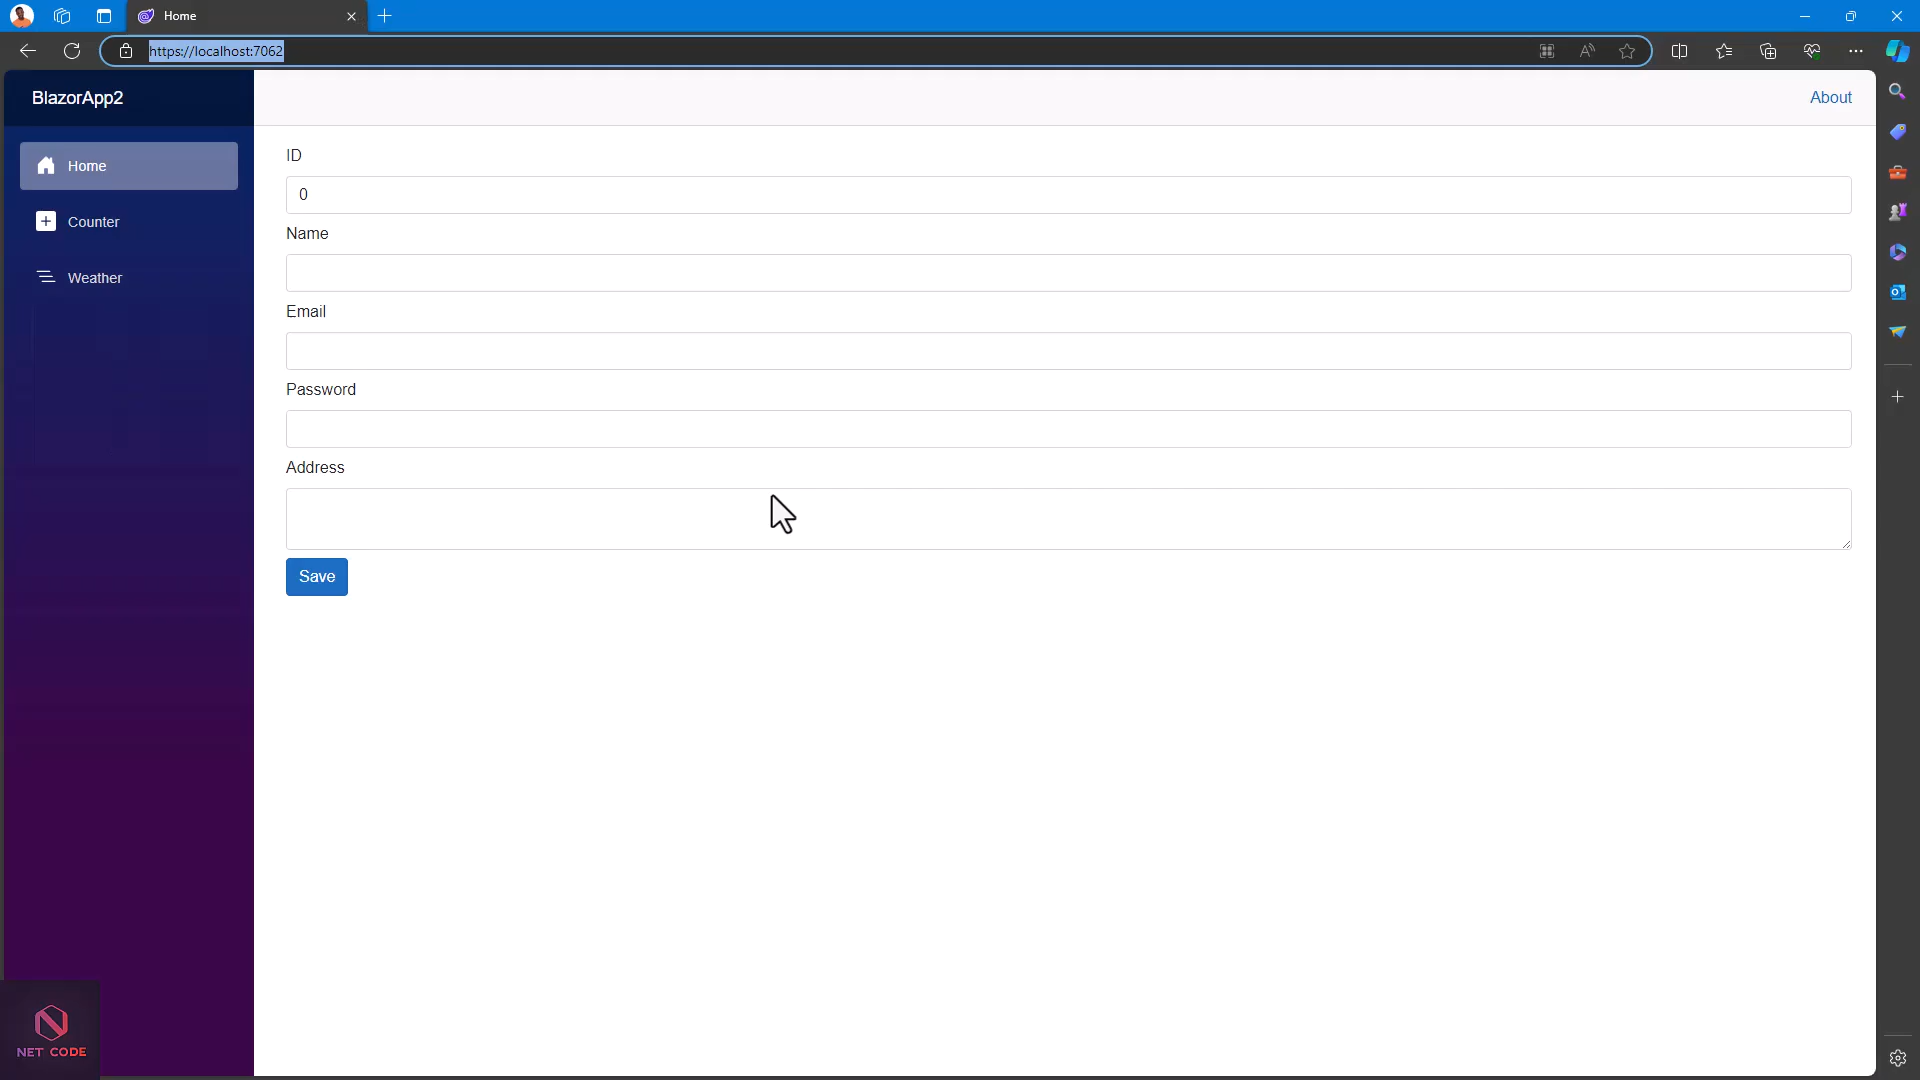 Home
https://localhost:7062
BlazorApp2
About
Home
Counter
Weather
ID
0
Name
Email
Password
Address
Save
NET CODE